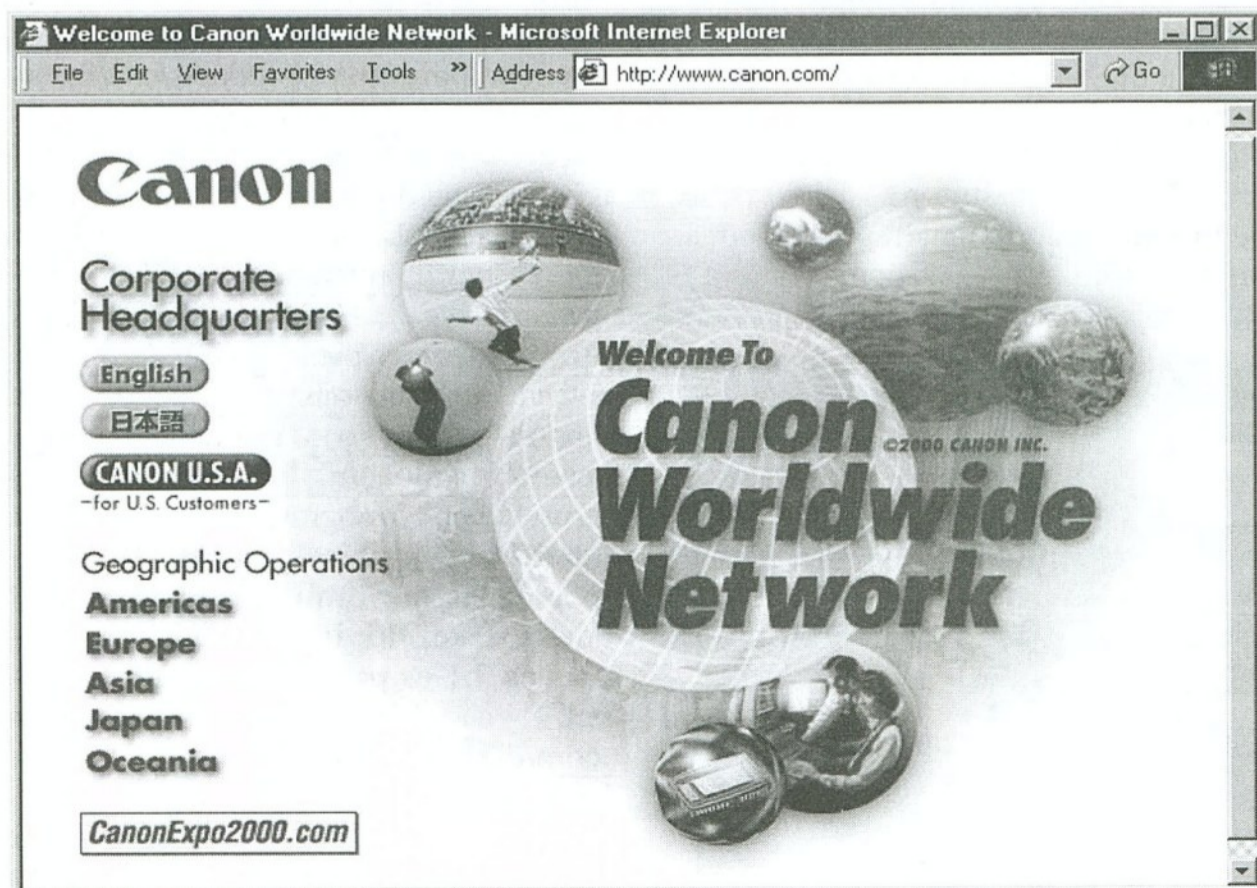 Welcome to Canon Worldwide Network - Microsoft Internet Explorer
File Edit View Favorites Tools » Address http://www.canon.com/ Go
Canon
Corporate
Headquarters
English
日本語
CANON U.S.A.
-for U.S. Customers-
Geographic Operations
Americas
Europe
Asia
Japan
Oceania
CanonExpo2000.com
Welcome To
Canon
©2000 CANON INC.
Worldwide
Network